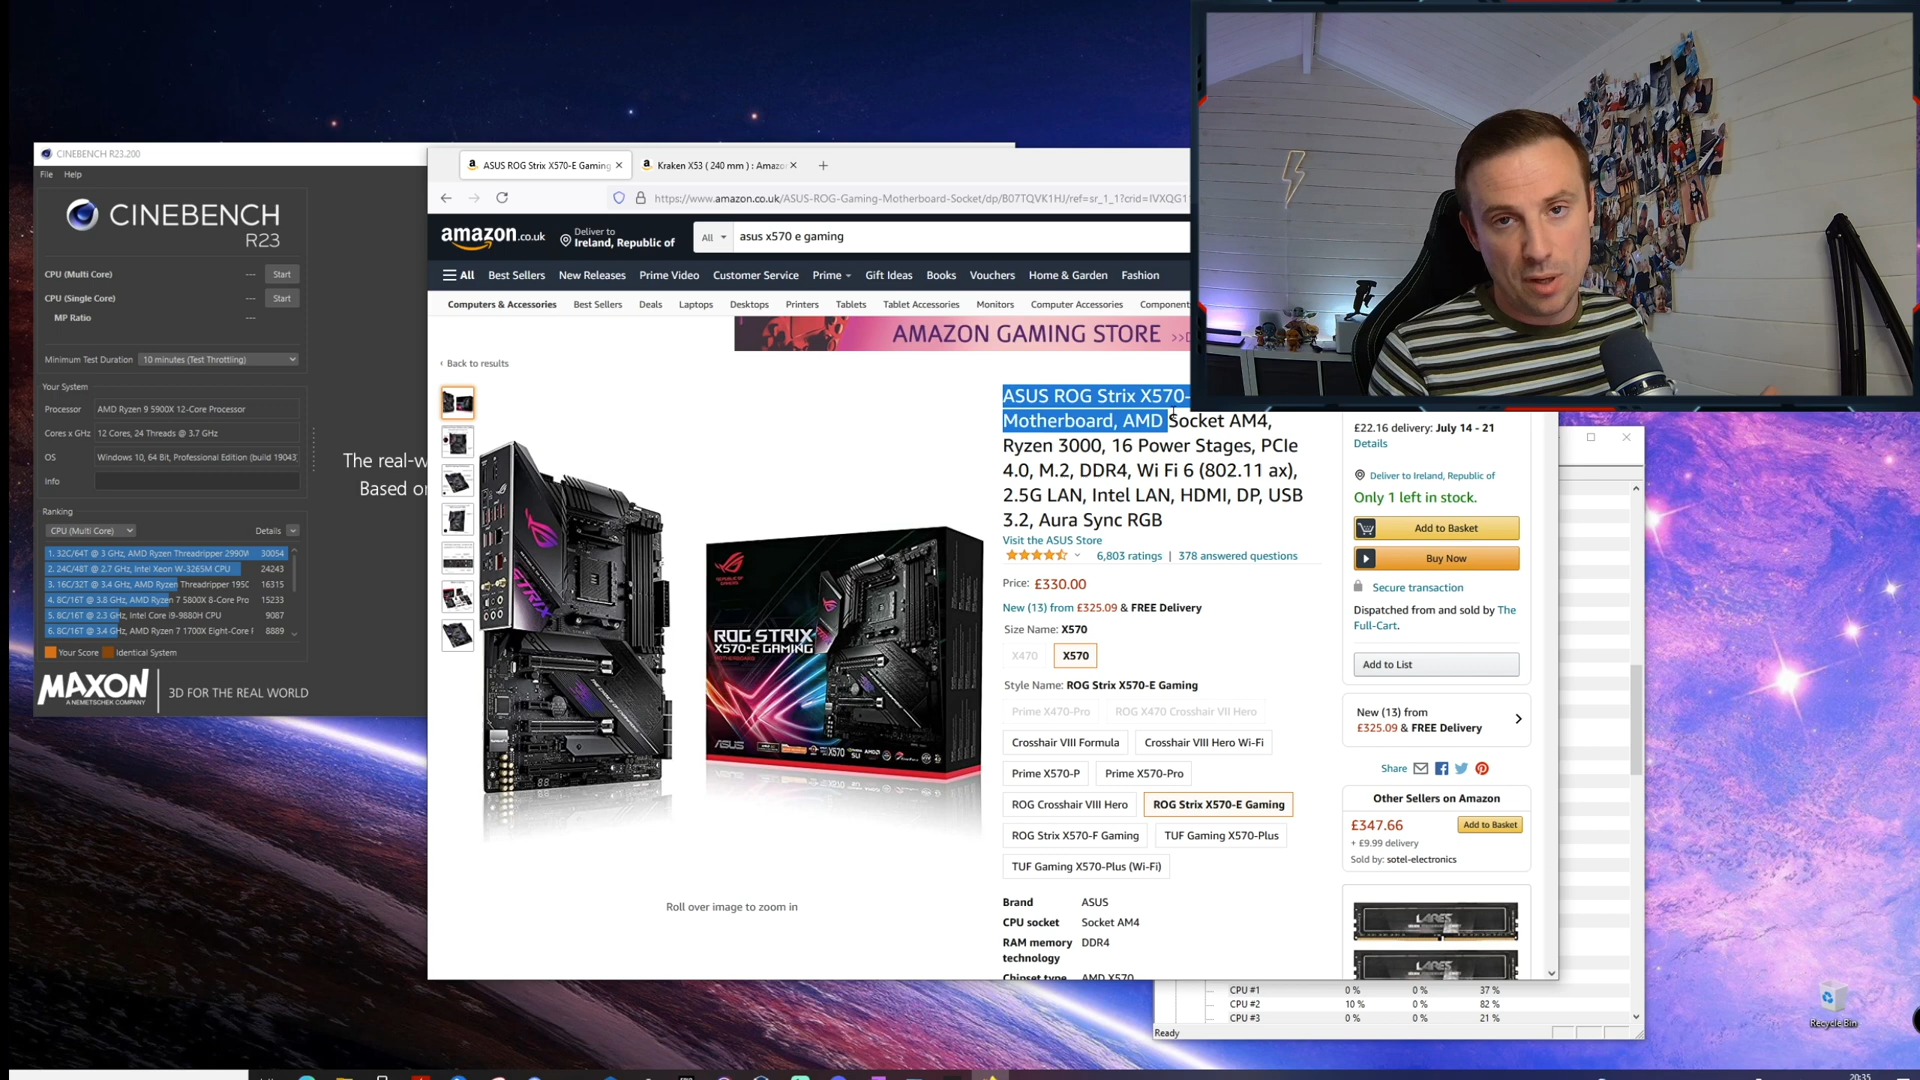 CINEBENCH R23.200
File Help
CINEBENCH
R23
CPU (Multi Core) --- Start
CPU (Single Core) --- Start
MP Ratio ---
Minimum Test Duration 10 minutes (Test Throttling)
Your System
Processor AMD Ryzen 9 5900X 12-Core Processor
Cores x GHz 12 Cores, 24 Threads @ 3.7 GHz
OS Windows 10, 64 Bit, Professional Edition (build 19043
Info
Ranking
CPU (Multi Core) Details
1. 32C/64T @ 3 GHz, AMD Ryzen Threadripper 2990W 30054
2. 24C/48T @ 2.7 GHz, Intel Xeon W-3265M CPU 24243
3. 16C/32T @ 3.4 GHz, AMD Ryzen Threadripper 195C 16315
4. 8C/16T @ 3.8 GHz, AMD Ryzen 7 5800X 8-Core Pro 15233
5. 8C/16T @ 2.3 GHz, Intel Core i9-9880H CPU 9087
6. 8C/16T @ 3.4 GHz, AMD Ryzen 7 1700X Eight-Core F 8889
Your Score Identical System
MAXON
A NEMETSCHEK COMPANY
3D FOR THE REAL WORLD
The real-w
Based on
ASUS ROG Strix X570-E Gaming
Kraken X53 ( 240 mm ) : Amazo
https://www.amazon.co.uk/ASUS-ROG-Gaming-Motherboard-Socket/dp/B07TQVK1HJ/ref=sr_1_1?crid=IVXQG1
amazon.co.uk
Deliver to
Ireland, Republic of
All asus x570 e gaming
All Best Sellers New Releases Prime Video Customer Service Prime Gift Ideas Books Vouchers Home & Garden Fashion
Computers & Accessories Best Sellers Deals Laptops Desktops Printers Tablets Tablet Accessories Monitors Computer Accessories Component
AMAZON GAMING STORE >>
‹ Back to results
STRIX
ROG STRIX
X570-E GAMING
MOTHERBOARD
ASUS
X570
Roll over image to zoom in
ASUS ROG Strix X570-
Motherboard, AMD Socket AM4,
Ryzen 3000, 16 Power Stages, PCIe
4.0, M.2, DDR4, Wi Fi 6 (802.11 ax),
2.5G LAN, Intel LAN, HDMI, DP, USB
3.2, Aura Sync RGB
Visit the ASUS Store
6,803 ratings | 378 answered questions
Price: £330.00
New (13) from £325.09 & FREE Delivery
Size Name: X570
X470 X570
Style Name: ROG Strix X570-E Gaming
Prime X470-Pro ROG X470 Crosshair VII Hero
Crosshair VIII Formula Crosshair VIII Hero Wi-Fi
Prime X570-P Prime X570-Pro
ROG Crosshair VIII Hero ROG Strix X570-E Gaming
ROG Strix X570-F Gaming TUF Gaming X570-Plus
TUF Gaming X570-Plus (Wi-Fi)
Brand ASUS
CPU socket Socket AM4
RAM memory technology DDR4
Chipset type AMD X570
£22.16 delivery: July 14 - 21
Details
Deliver to Ireland, Republic of
Only 1 left in stock.
Add to Basket
Buy Now
Secure transaction
Dispatched from and sold by The
Full-Cart.
Add to List
New (13) from
£325.09 & FREE Delivery
Share
Other Sellers on Amazon
£347.66 Add to Basket
+ £9.99 delivery
Sold by: sotel-electronics
LARES
LARES
CPU #1 0 % 0 % 37 %
CPU #2 10 % 0 % 82 %
CPU #3 0 % 0 % 21 %
Ready
Recycle Bin
20:35